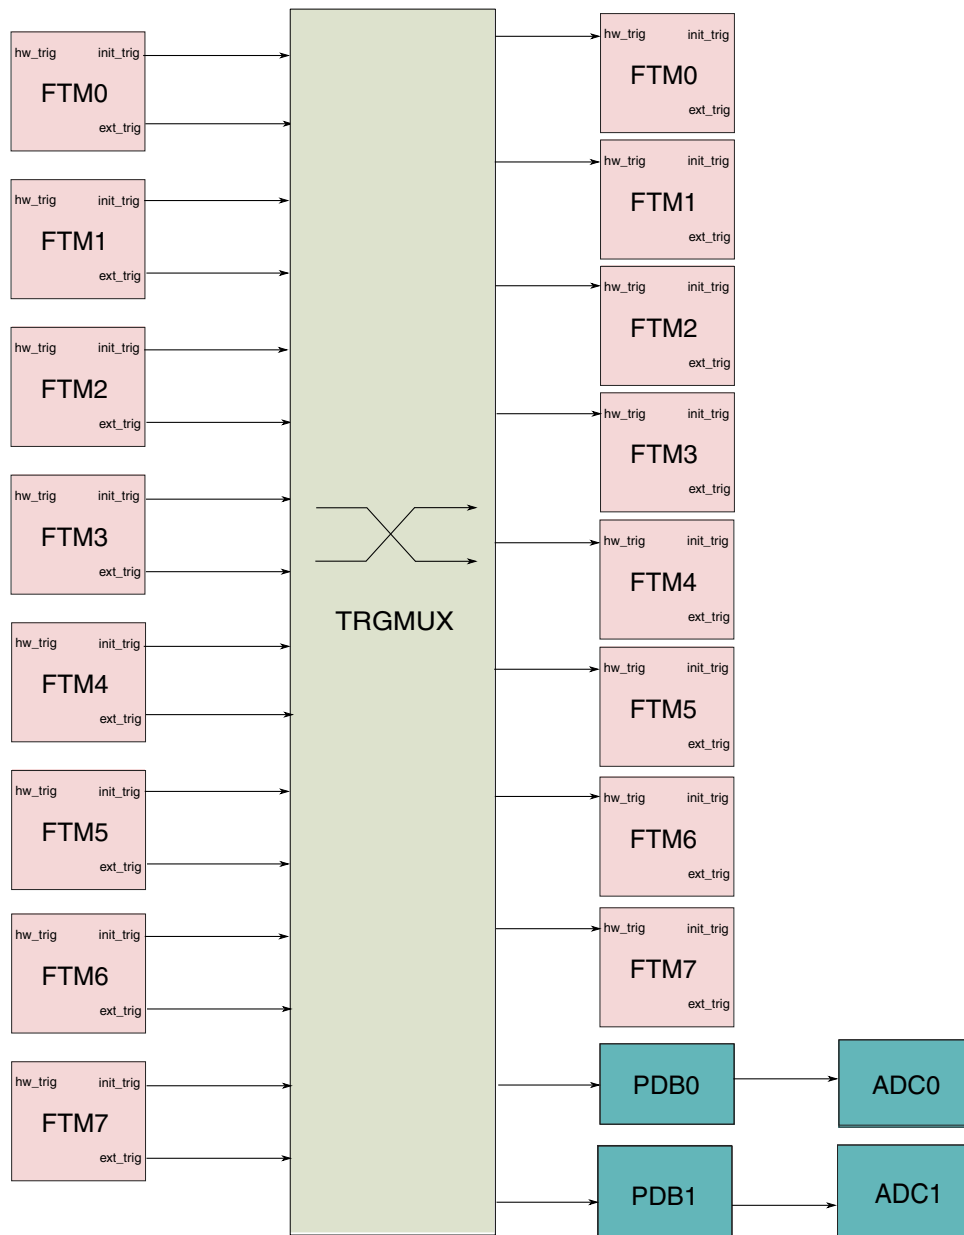 hw_trig init_trig
FTM0
ext_trig
hw_trig init_trig
FTM1
ext_trig
hw_trig init_trig
FTM2
ext_trig
hw_trig init_trig
FTM3
ext_trig
hw_trig init_trig
FTM4
ext_trig
hw_trig init_trig
FTM5
ext_trig
hw_trig init_trig
FTM6
ext_trig
hw_trig init_trig
FTM7
ext_trig
TRGMUX
hw_trig init_trig
FTM0
ext_trig
hw_trig init_trig
FTM1
ext_trig
hw_trig init_trig
FTM2
ext_trig
hw_trig init_trig
FTM3
ext_trig
hw_trig init_trig
FTM4
ext_trig
hw_trig init_trig
FTM5
ext_trig
hw_trig init_trig
FTM6
ext_trig
hw_trig init_trig
FTM7
ext_trig
PDB0
ADC0
PDB1
ADC1